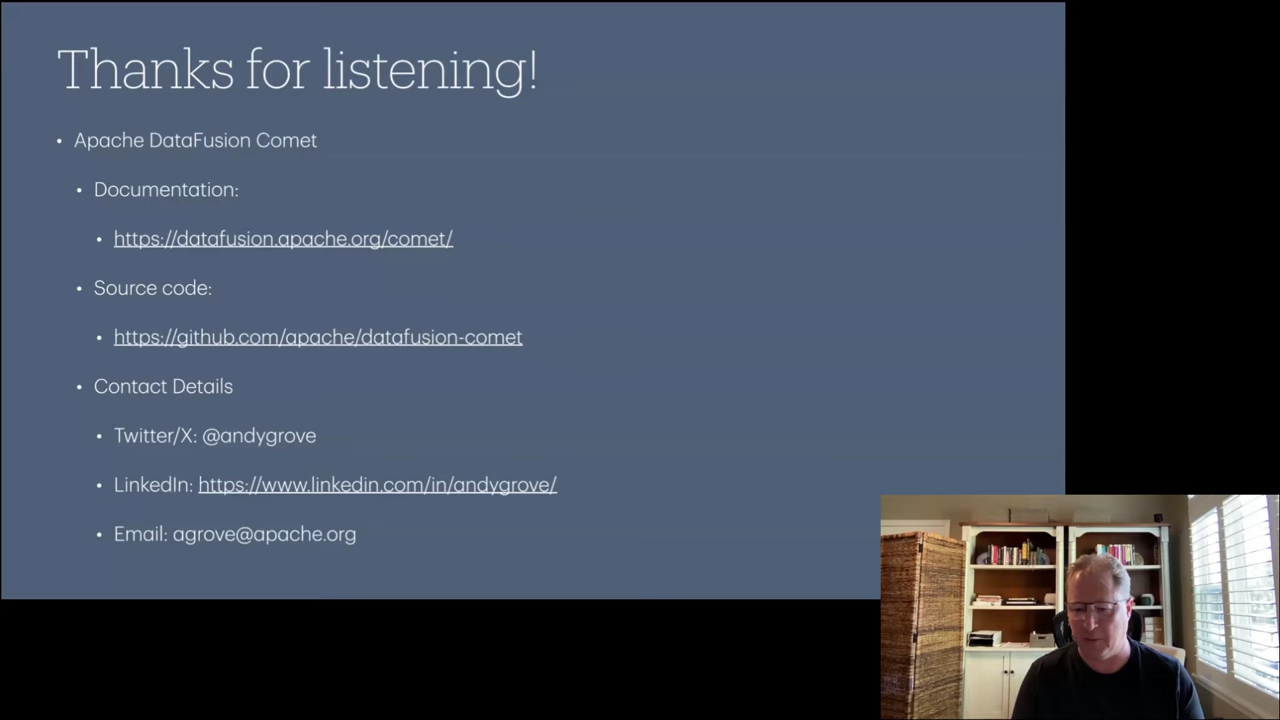 Thanks for listening!
• Apache DataFusion Comet
• Documentation:
• https://datafusion.apache.org/comet/
• Source code:
• https://github.com/apache/datafusion-comet
• Contact Details
• Twitter/X: @andygrove
• LinkedIn: https://www.linkedin.com/in/andygrove/
• Email: agrove@apache.org